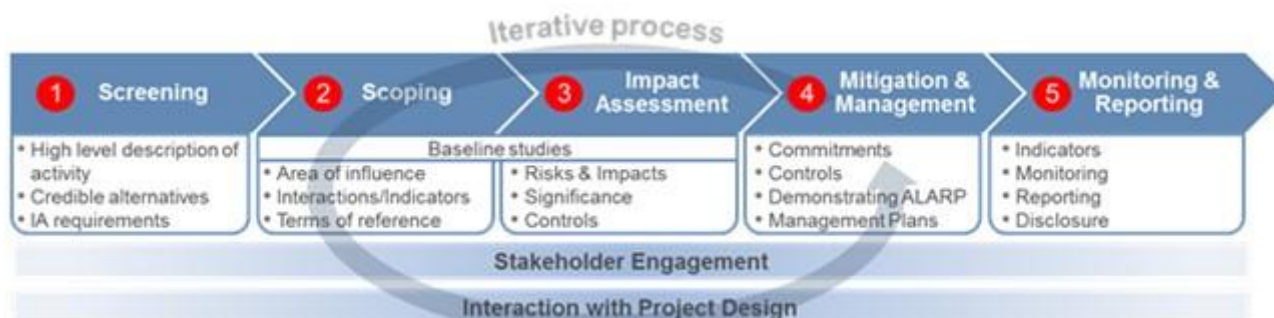 Iterative process
1 Screening
2 Scoping
3 Impact
Assessment
4 Mitigation &
Management
5 Monitoring &
Reporting
• High level description of
activity
• Credible alternatives
• IA requirements
Baseline studies
• Area of influence
• Interactions/Indicators
• Terms of reference
• Risks & Impacts
• Significance
• Controls
• Commitments
• Controls
• Demonstrating ALARP
• Management Plans
• Indicators
• Monitoring
• Reporting
• Disclosure
Stakeholder Engagement
Interaction with Project Design